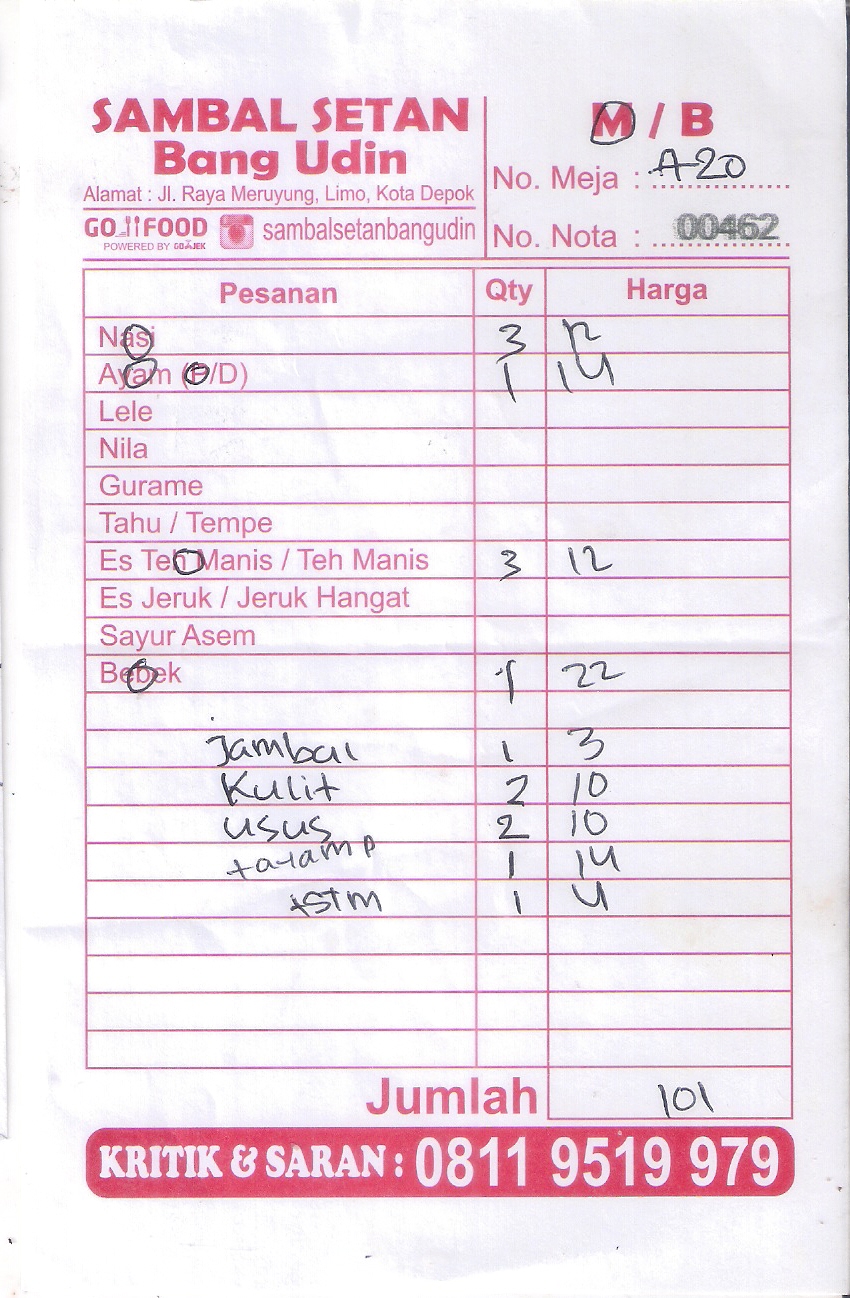 SAMBAL SETAN
Bang Udin
Alamat : Jl. Raya Meruyung, Limo, Kota Depok
GO FOOD
POWERED BY GOJEK
sambalsetanbangudin
M / B
No. Meja : A20
No. Nota : 00462
Pesanan Qty Harga
Nasi 3 12
Ayam (P/D) 1 14
Lele
Nila
Gurame
Tahu / Tempe
Es Teh Manis / Teh Manis 3 12
Es Jeruk / Jeruk Hangat
Sayur Asem
Bebek 1 22
Jambal 1 3
Kulit 2 10
usus 2 10
+ ayam p 1 14
+STM 1 4
Jumlah 101
KRITIK & SARAN : 0811 9519 979